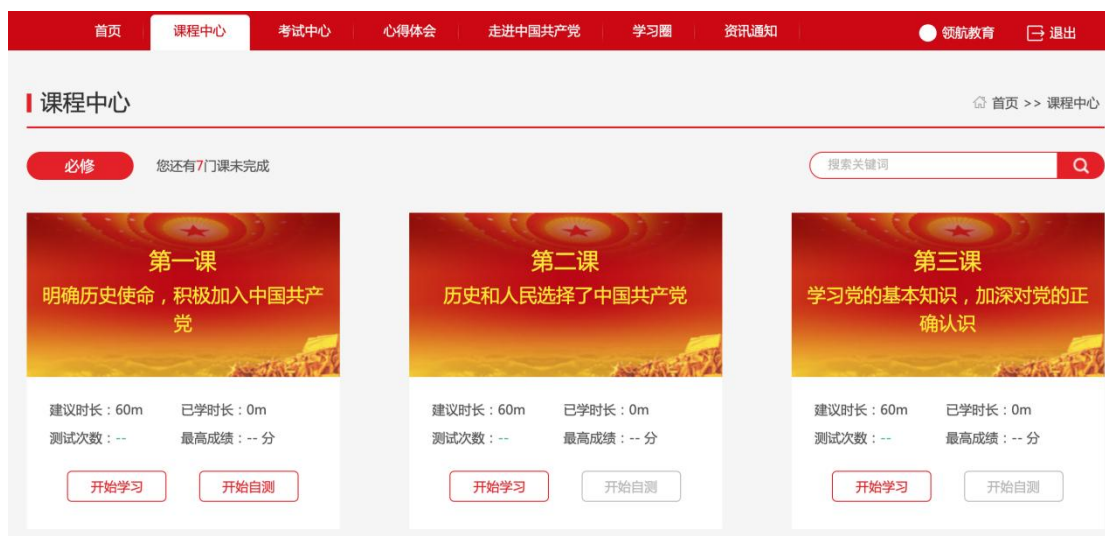 首页 课程中心 考试中心 心得体会 走进中国共产党 学习圈 资讯通知 领航教育 退出
课程中心
首页 >> 课程中心
必修 您还有7门课未完成
搜索关键词
第一课
明确历史使命，积极加入中国共产
党
建议时长：60m 已学时长：0m
测试次数：-- 最高成绩：-- 分
开始学习 开始自测
第二课
历史和人民选择了中国共产党
建议时长：60m 已学时长：0m
测试次数：-- 最高成绩：-- 分
开始学习 开始自测
第三课
学习党的基本知识，加深对党的正
确认识
建议时长：60m 已学时长：0m
测试次数：-- 最高成绩：-- 分
开始学习 开始自测